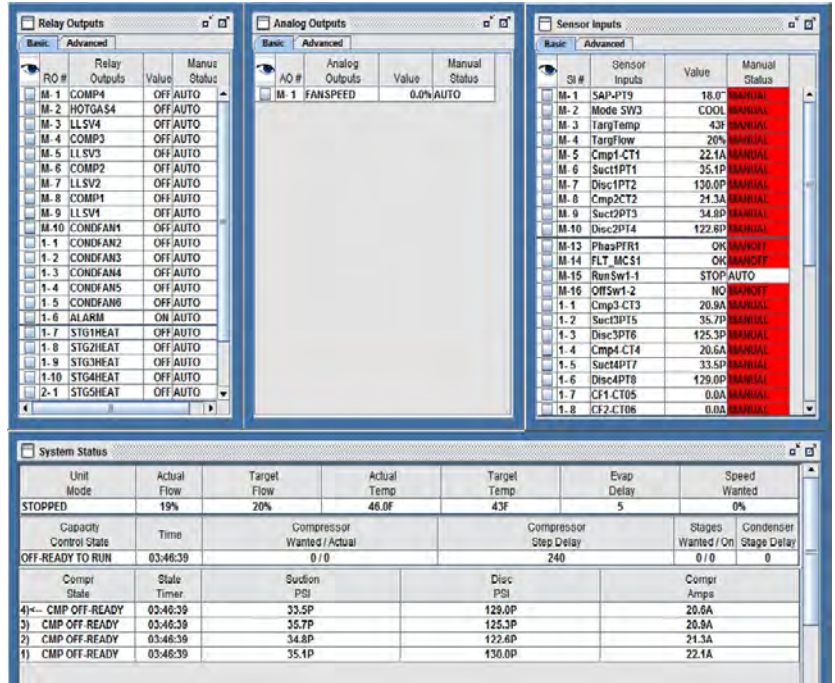 Relay Outputs
Basic Advanced
RO # Relay Outputs Value Manua Status
M- 1 COMP4 OFF AUTO
M- 2 HOTGAS4 OFF AUTO
M- 3 LLSV4 OFF AUTO
M- 4 COMP3 OFF AUTO
M- 5 LLSV3 OFF AUTO
M- 6 COMP2 OFF AUTO
M- 7 LLSV2 OFF AUTO
M- 8 COMP1 OFF AUTO
M- 9 LLSV1 OFF AUTO
M-10 CONDFAN1 OFF AUTO
1- 1 CONDFAN2 OFF AUTO
1- 2 CONDFAN3 OFF AUTO
1- 3 CONDFAN4 OFF AUTO
1- 4 CONDFAN5 OFF AUTO
1- 5 CONDFAN6 OFF AUTO
1- 6 ALARM ON AUTO
1- 7 STG1HEAT OFF AUTO
1- 8 STG2HEAT OFF AUTO
1- 9 STG3HEAT OFF AUTO
1-10 STG4HEAT OFF AUTO
2- 1 STG5HEAT OFF AUTO
Analog Outputs
Basic Advanced
AO # Analog Outputs Value Manual Status
M- 1 FANSPEED 0.0% AUTO
Sensor Inputs
Basic Advanced
SI # Sensor Inputs Value Manual Status
M- 1 SAP-PT9 18.0" MANUAL
M- 2 Mode SW3 COOL MANUAL
M- 3 TargTemp 43F MANUAL
M- 4 TargFlow 20% MANUAL
M- 5 Cmp1-CT1 22.1A MANUAL
M- 6 Suct1PT1 35.1P MANUAL
M- 7 Disc1PT2 130.0P MANUAL
M- 8 Cmp2CT2 21.3A MANUAL
M- 9 Suct2PT3 34.8P MANUAL
M-10 Disc2PT4 122.6P MANUAL
M-13 PhasPFR1 OK MANOFF
M-14 FLT_MCS1 OK MANOFF
M-15 RunSw1-1 STOP AUTO
M-16 OffSw1-2 NO MANOFF
1- 1 Cmp3-CT3 20.9A MANUAL
1- 2 Suct3PT5 35.7P MANUAL
1- 3 Disc3PT6 125.3P MANUAL
1- 4 Cmp4-CT4 20.6A MANUAL
1- 5 Suct4PT7 33.5P MANUAL
1- 6 Disc4PT8 129.0P MANUAL
1- 7 CF1-CT05 0.0A MANUAL
1- 8 CF2-CT06 0.0A MANUAL
System Status
Unit Mode Actual Flow Target Flow Actual Temp Target Temp Evap Delay Speed Wanted
STOPPED 19% 20% 46.0F 43F 5 0%
Capacity Control State Time Compressor Wanted / Actual Compressor Step Delay Stages Wanted / On Condenser Stage Delay
OFF-READY TO RUN 03:46:39 0 / 0 240 0 / 0 0
Compr State State Timer Suction PSI Disc PSI Compr Amps
4)<-- CMP OFF-READY 03:46:39 33.5P 129.0P 20.6A
3) CMP OFF-READY 03:46:39 35.7P 125.3P 20.9A
2) CMP OFF-READY 03:46:39 34.8P 122.6P 21.3A
1) CMP OFF-READY 03:46:39 35.1P 130.0P 22.1A